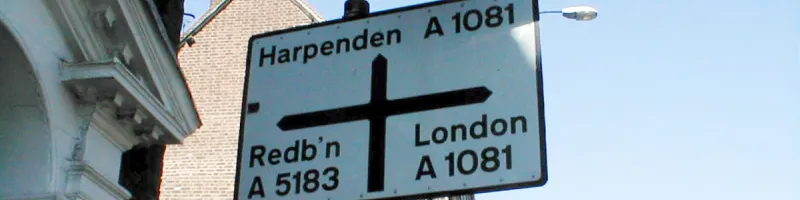 Harpenden A 1081
Redb'n
A 5183
London
A 1081